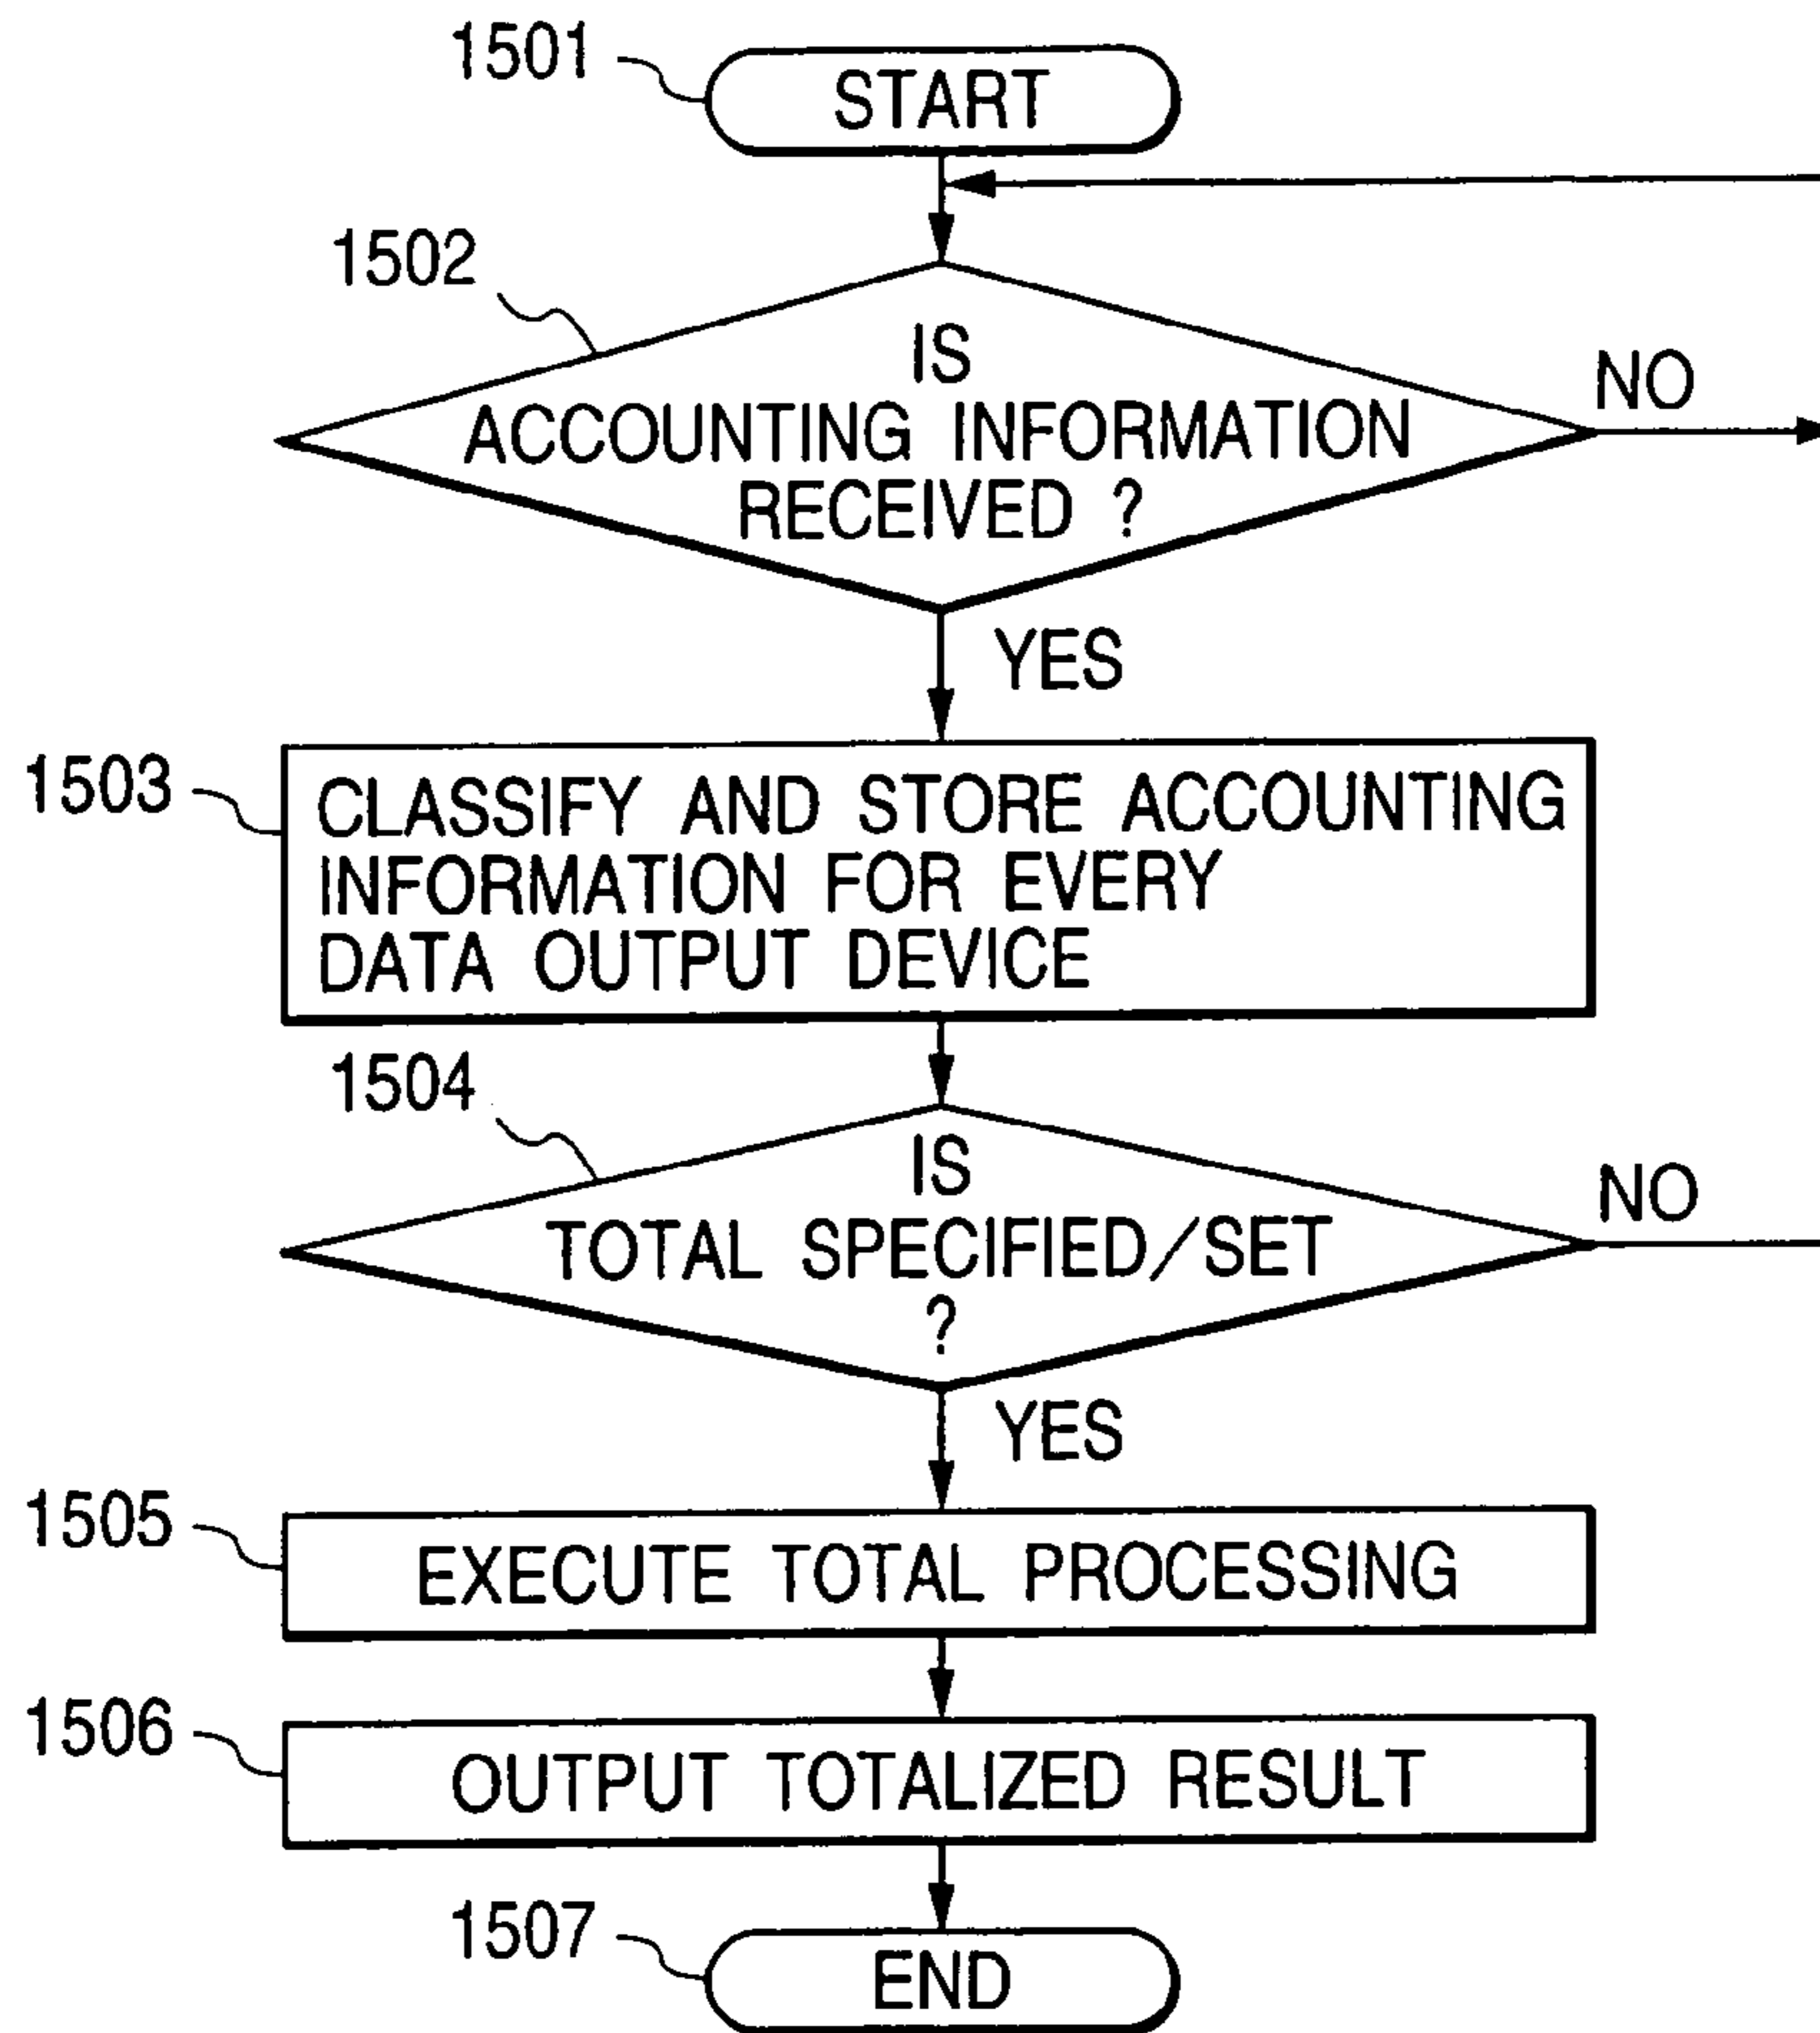 1501
START
1502
IS
ACCOUNTING INFORMATION
RECEIVED ?
NO
YES
1503
CLASSIFY AND STORE ACCOUNTING
INFORMATION FOR EVERY
DATA OUTPUT DEVICE
1504
IS
TOTAL SPECIFIED/SET
?
NO
YES
1505
EXECUTE TOTAL PROCESSING
1506
OUTPUT TOTALIZED RESULT
1507
END